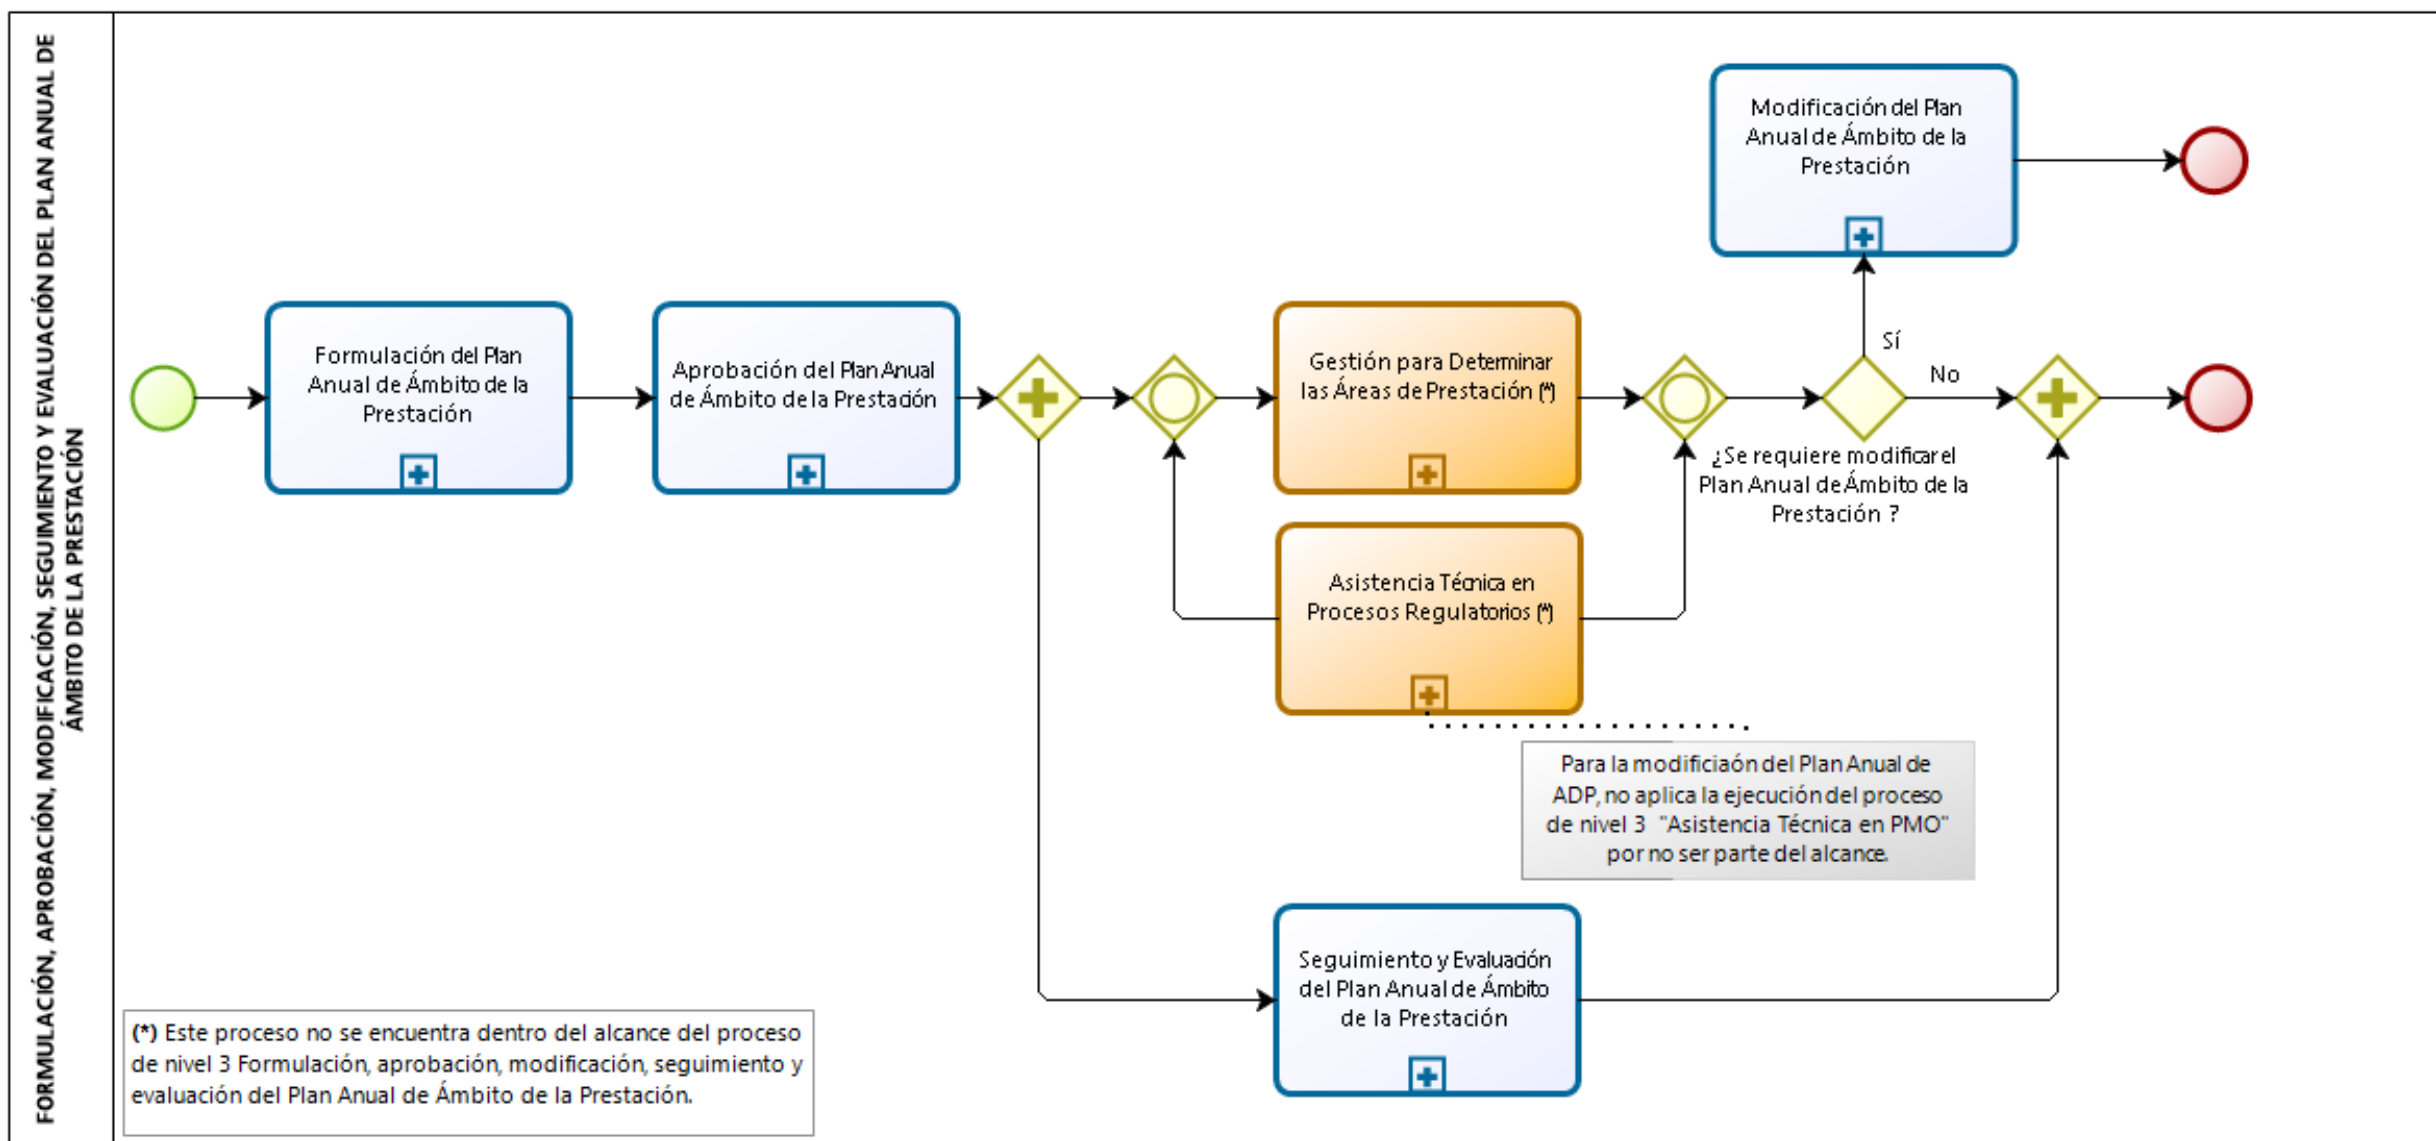 FORMULACIÓN, APROBACIÓN, MODIFICACIÓN, SEGUIMIENTO Y EVALUACIÓN DEL PLAN ANUAL DE
ÁMBITO DE LA PRESTACIÓN
Formulación del Plan
Anual de Ámbito de la
Prestación
Aprobación del Plan Anual
de Ámbito de la Prestación
Gestión para Determinar
las Áreas de Prestación (*)
Asistencia Técnica en
Procesos Regulatorios (*)
Modificación del Plan
Anual de Ámbito de la
Prestación
Sí
No
¿Se requiere modificar el
Plan Anual de Ámbito de la
Prestación ?
Para la modificiaón del Plan Anual de
ADP, no aplica la ejecución del proceso
de nivel 3 "Asistencia Técnica en PMO"
por no ser parte del alcance.
Seguimiento y Evaluación
del Plan Anual de Ámbito
de la Prestación
(*) Este proceso no se encuentra dentro del alcance del proceso
de nivel 3 Formulación, aprobación, modificación, seguimiento y
evaluación del Plan Anual de Ámbito de la Prestación.